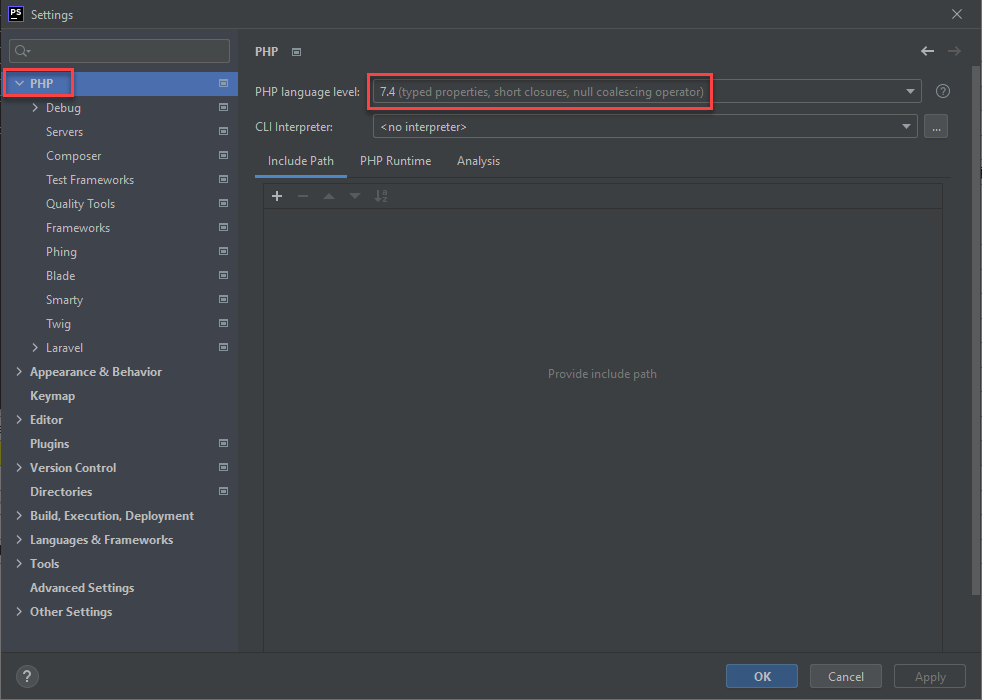 PS Settings
PHP
PHP
Debug
Servers
Composer
Test Frameworks
Quality Tools
Frameworks
Phing
Blade
Smarty
Twig
Laravel
Appearance & Behavior
Keymap
Editor
Plugins
Version Control
Directories
Build, Execution, Deployment
Languages & Frameworks
Tools
Advanced Settings
Other Settings
PHP language level: 7.4 (typed properties, short closures, null coalescing operator) ?
CLI Interpreter: <no interpreter> ...
Include Path PHP Runtime Analysis
Provide include path
? OK Cancel Apply